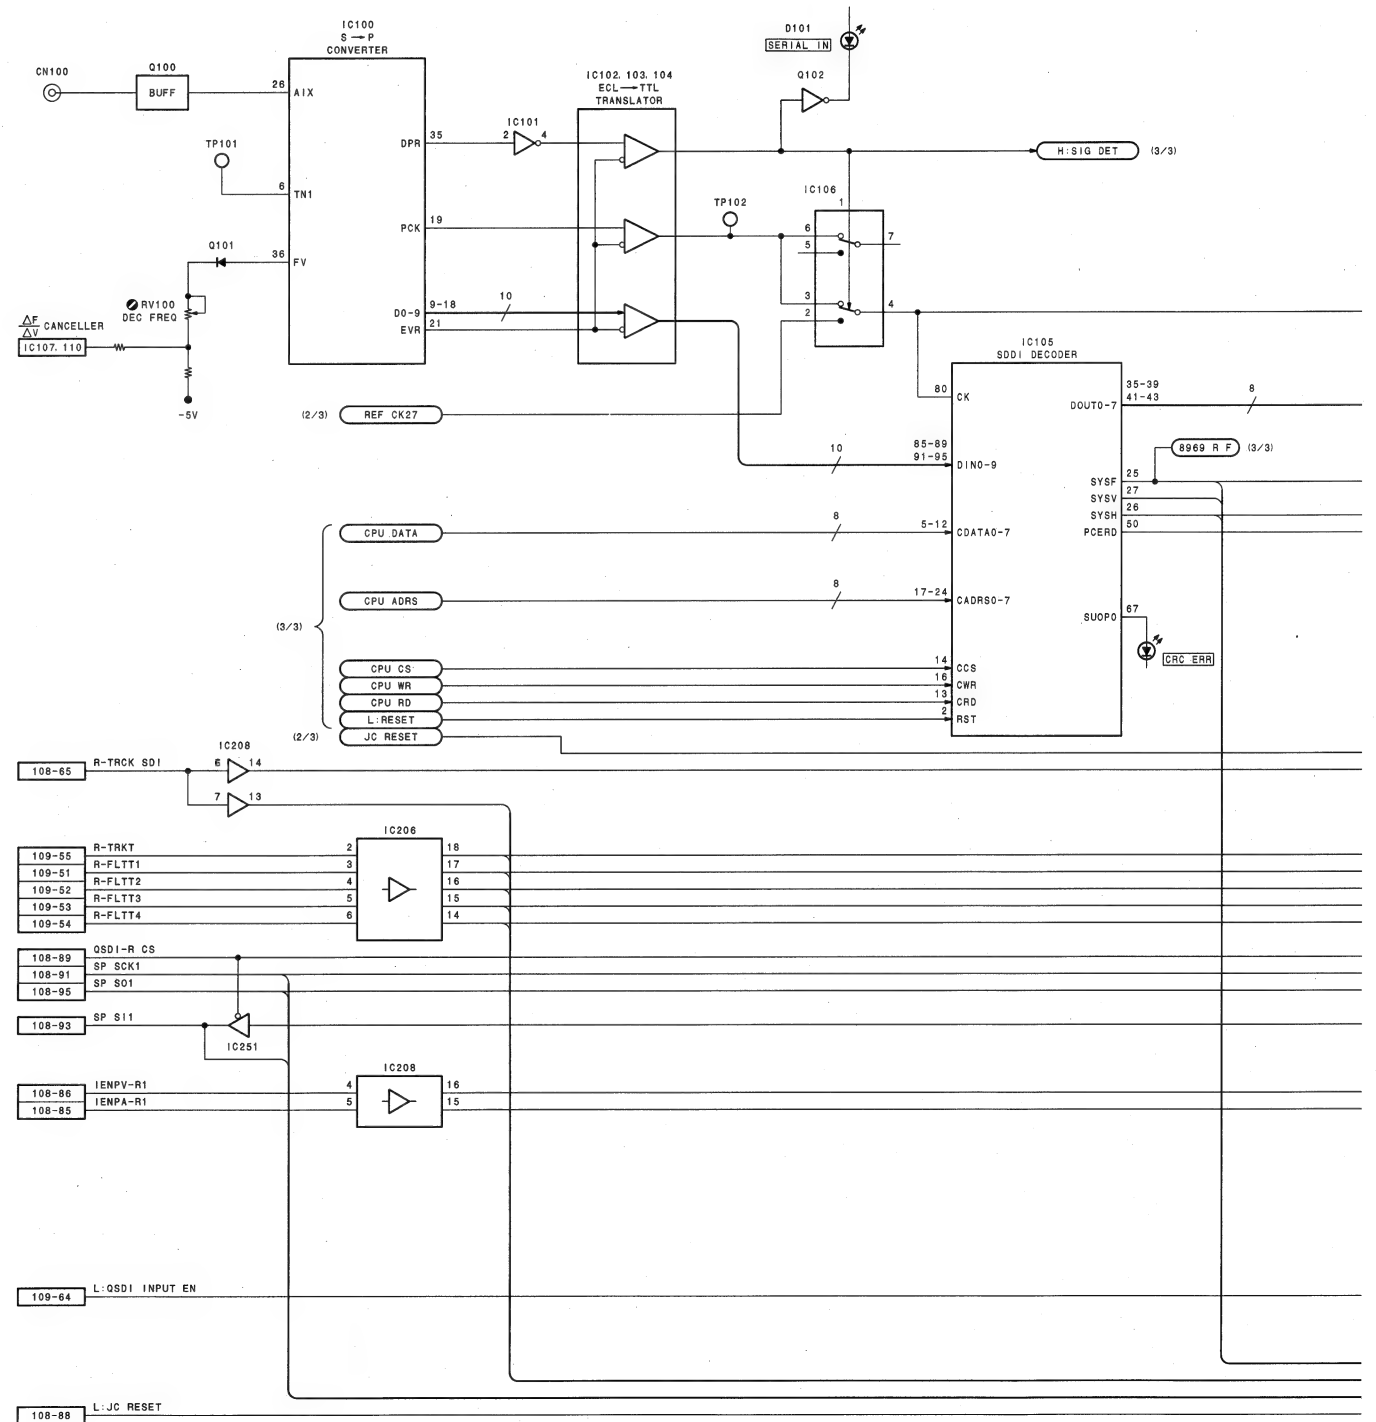 IC100
S → P
CONVERTER
D101
SERIAL IN
CN100
Q100
BUFF
26
AIX
IC102, 103, 104
ECL → TTL
TRANSLATOR
Q102
TP101
DPR
35
IC101
2
4
H:SIG DET
(3/3)
6
TN1
IC106
1
PCK
19
TP102
6
7
5
Q101
36
FV
RV100
DEC FREQ
3
4
2
D0-9
9-18
10
EVR
21
ΔF
ΔV
CANCELLER
IC107, 110
-5V
IC105
SDDI DECODER
(2/3)
REF CK27
80
CK
35-39
41-43
DOUT0-7
8
85-89
91-95
10
DIN0-9
8969 R F
(3/3)
SYSF
25
SYSV
27
SYSH
26
PCERD
50
CPU DATA
8
5-12
CDATA0-7
CPU ADRS
8
17-24
CADRS0-7
(3/3)
SUOPO
67
CRC ERR
CPU CS
14
CCS
CPU WR
16
CWR
CPU RD
13
CRD
L:RESET
2
RST
(2/3)
JC RESET
IC208
108-65
R-TRCK SDI
6
14
7
13
IC206
109-55
R-TRKT
2
18
109-51
R-FLTT1
3
17
109-52
R-FLTT2
4
16
109-53
R-FLTT3
5
15
109-54
R-FLTT4
6
14
108-89
QSDI-R CS
108-91
SP SCK1
108-95
SP SO1
108-93
SP SI1
IC251
IC208
108-86
IENPV-R1
4
16
108-85
IENPA-R1
5
15
109-64
L:QSDI INPUT EN
108-88
L:JC RESET